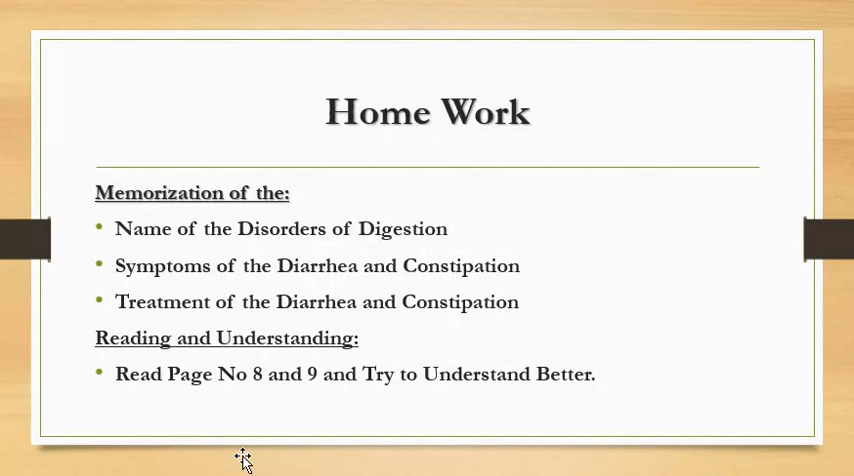 Home Work
Memorization of the:
• Name of the Disorders of Digestion
• Symptoms of the Diarrhea and Constipation
• Treatment of the Diarrhea and Constipation
Reading and Understanding:
• Read Page No 8 and 9 and Try to Understand Better.